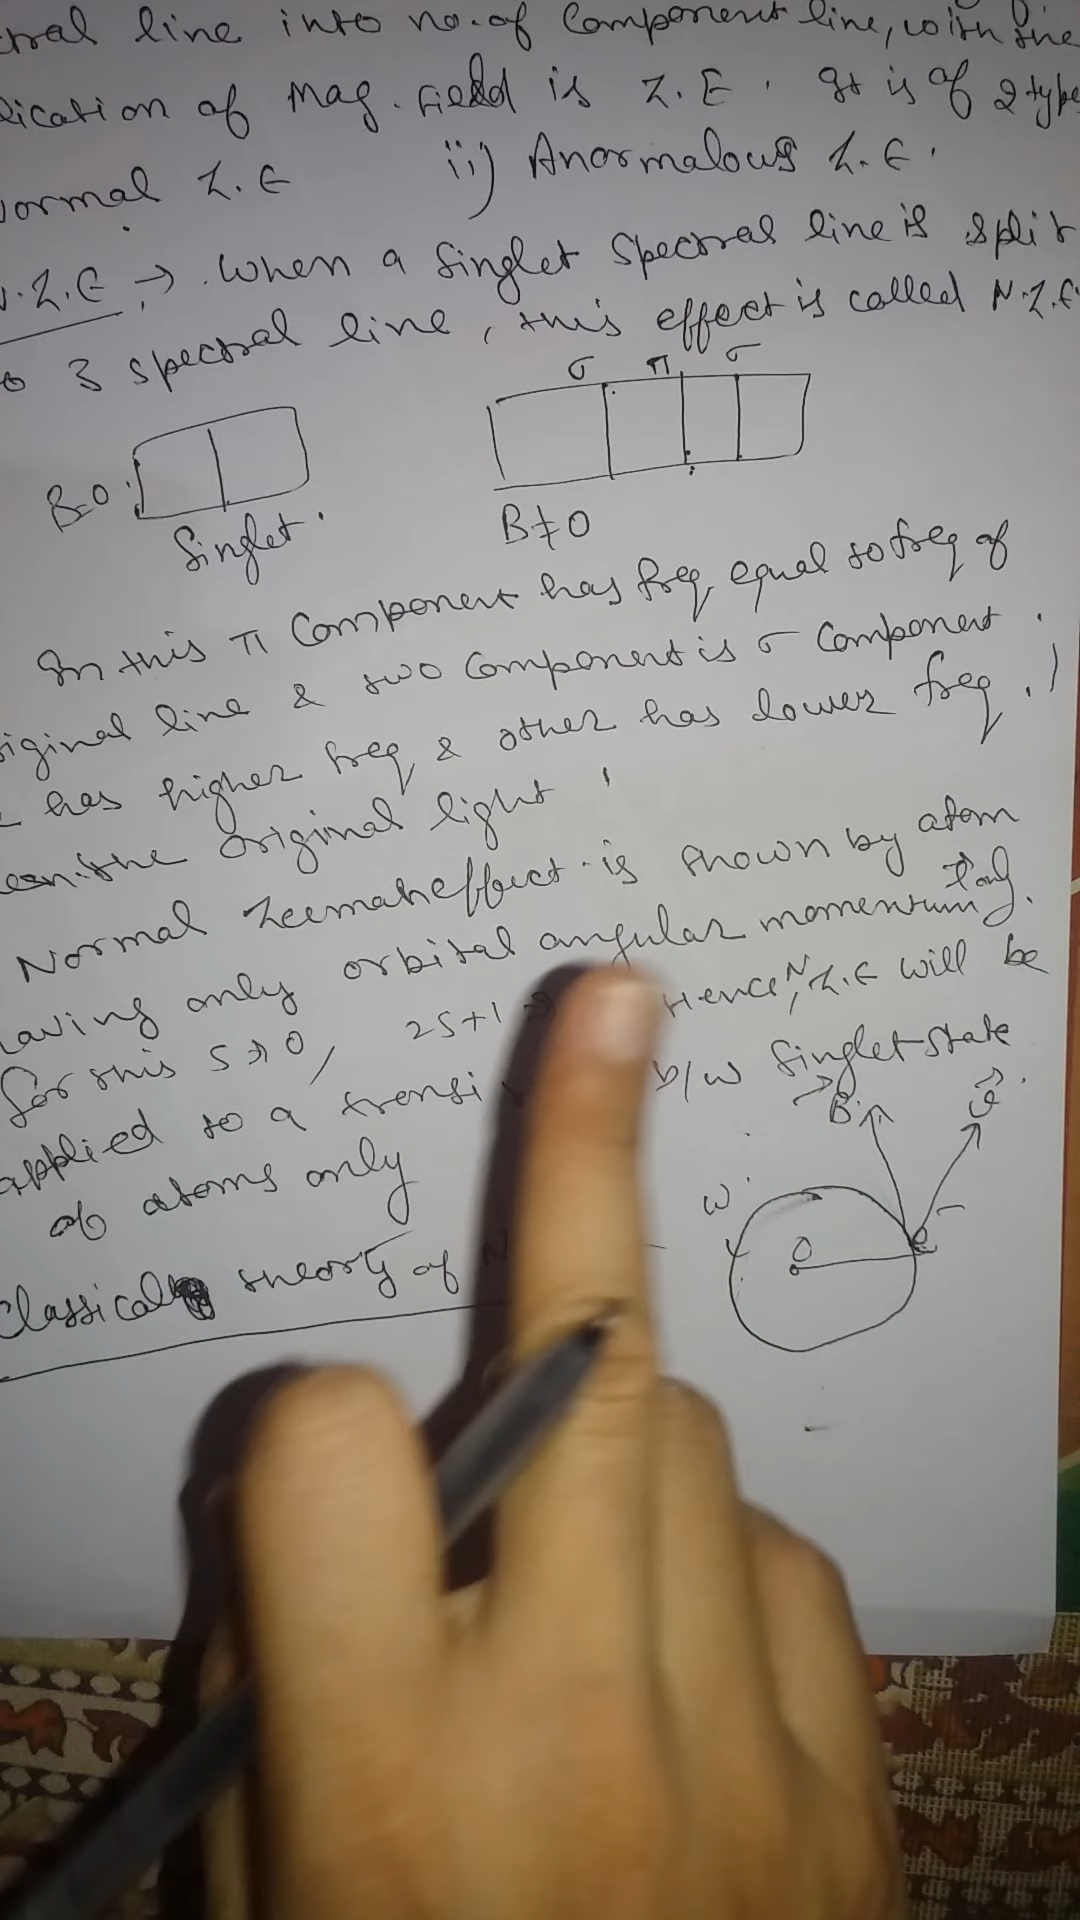 line into no. of Component line, with the
of Mag. Field is Z.E. It is of 2 type
Z.E ii) Anormalous Z.E.
Z.E → When a Singlet Spectral line is split
3 spectral line, this effect is called N.Z.E
σ π σ
B=0
Singlet.
B≠0
In this π Component has freq equal to freq of
line & two Component is σ Component.
has higher freq & other has lower freq.
the original light
Normal Zeeman effect is shown by atom
only orbital angular momentum
for this S → 0, 2S+1 Hence, N.Z.E will be
applied to a b/w Singlet state
of atoms only
B
ω
O
Classical theory of